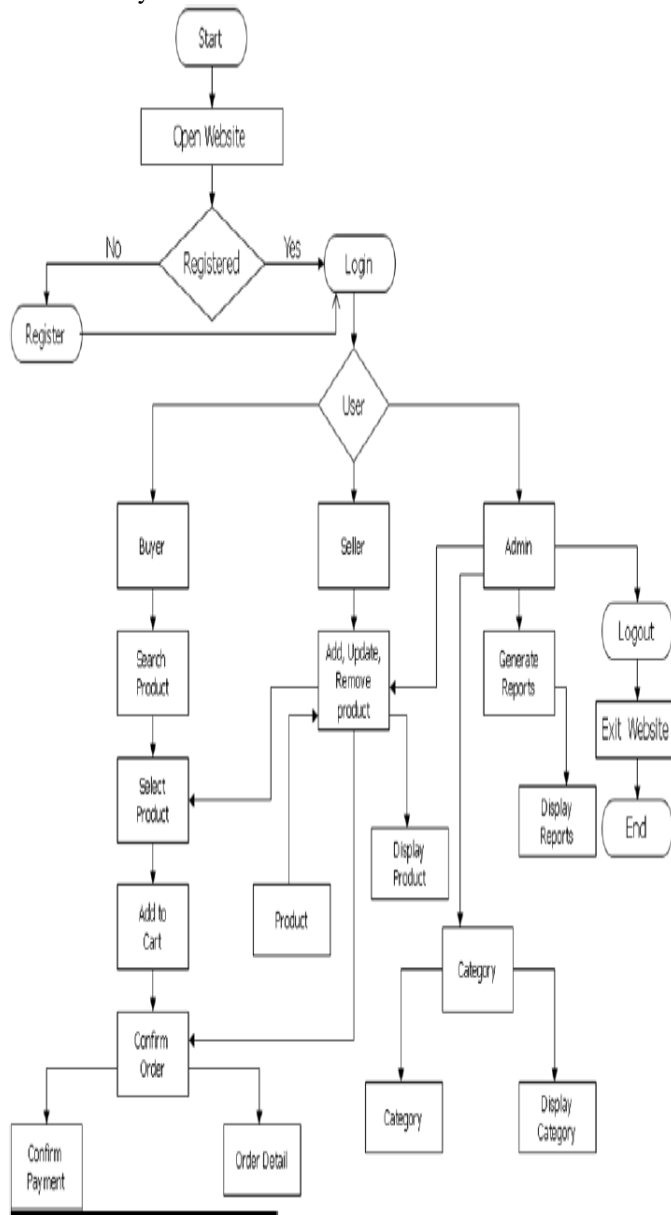 Start
Open Website
No
Registered
Yes
Login
Register
User
Buyer
Seller
Admin
Search
Product
Add, Update,
Remove
product
Generate
Reports
Logout
Exit Website
Select
Product
Display
Product
Display
Reports
End
Add to
Cart
Product
Category
Confirm
Order
Category
Display
Category
Confirm
Payment
Order Detail